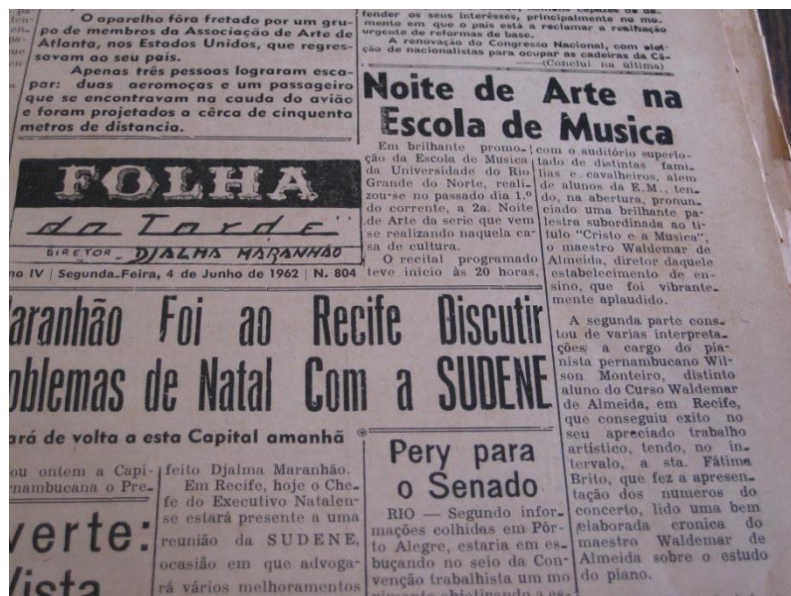 O aparelho fôra fretado por um gru-
po de membros da Associação de Arte de
Atlanta, nos Estados Unidos, que regres-
savam ao seu país.
Apenas três pessoas lograram esca-
par: duas aeromoças e um passageiro
que se encontravam na cauda do avião
e foram projetados a cêrca de cinquenta
metros de distancia.
fender os seus interêsses, principalmente no mo-
mento em que o país está a reclamar a realização
urgente de reformas de base.
A renovação do Congresso Nacional, com elei-
ção de nacionalistas para ocupar as cadeiras da Câ-
(Conclui na última)
FOLHA
da Tarde
DIRETOR - DJALMA MARANHÃO
no IV | Segunda-Feira, 4 de Junho de 1962 | N. 804
Noite de Arte na
Escola de Musica
Em brilhante promo-
ção da Escola de Musica
da Universidade do Rio
Grande do Norte, reali-
zou-se no passado dia 1.º
do corrente, a 2a. Noite
de Arte da serie que vem
se realizando naquela ca-
sa de cultura.
O recital programado
teve inicio às 20 horas,
com o auditório superlo-
tado de distintas fami-
lias e cavalheiros, alem
de alunos da E.M., ten-
do, na abertura, pronun-
ciado uma brilhante pa-
lestra subordinada ao ti-
tulo "Cristo e a Musica",
o maestro Waldemar de
Almeida, diretor daquele
estabelecimento de en-
sino, que foi vibrante-
mente aplaudido.
A segunda parte cons-
tou de varias interpreta-
ções a cargo do pia-
nista pernambucano Wil-
son Monteiro, distinto
aluno do Curso Waldemar
de Almeida, em Recife,
que conseguiu exito no
seu apreciado trabalho
artístico, tendo, no in-
tervalo, a sta. Fátima
Brito, que fez a apresen-
tação dos numeros do
concerto, lido uma bem
elaborada cronica do
maestro Waldemar de
Almeida sobre o estudo
do piano.
aranhão Foi ao Recife Discutir
oblemas de Natal Com a SUDENE
ará de volta a esta Capital amanhã
ou ontem a Capi-
nambucana o Pre-
feito Djalma Maranhão.
Em Recife, hoje o Che-
fe do Executivo Natalen-
se estará presente a uma
reunião da SUDENE,
ocasião em que advoga-
rá vários melhoramentos
verte:
Vista
Pery para
o Senado
RIO — Segundo infor-
mações colhidas em Pôr-
to Alegre, estaria em es-
buçando no seio da Con-
venção trabalhista um mo